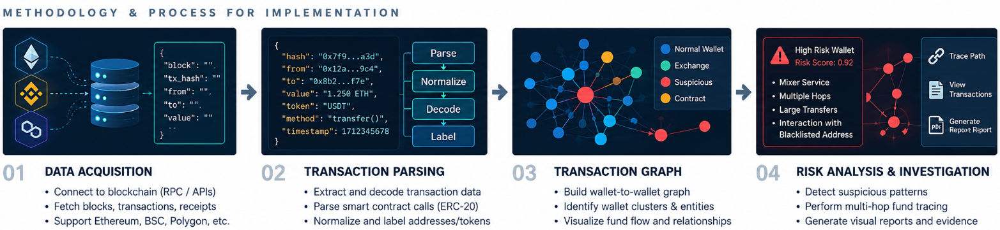 METHODOLOGY & PROCESS FOR IMPLEMENTATION
{
"block": "",
"tx_hash": ""
"from": "",
"to": "",
"value": ""
}
{
"hash": "0x7f9...a3d",
"from": "0x12a...9c4",
"to": "0x8b2...f7e",
"value": "1.250 ETH",
"token": "USDT",
"method": "transfer()",
"timestamp": 1712345678
}
Parse
Normalize
Decode
Label
Normal Wallet
Exchange
Suspicious
Contract
High Risk Wallet
Risk Score: 0.92
• Mixer Service
• Multiple Hops
• Large Transfers
• Interaction with
Blacklisted Address
Trace Path
View
Transactions
PDF
Generate
Report Report
01 DATA ACQUISITION
• Connect to blockchain (RPC / APIs)
• Fetch blocks, transactions, receipts
• Support Ethereum, BSC, Polygon, etc.
02 TRANSACTION PARSING
• Extract and decode transaction data
• Parse smart contract calls (ERC-20)
• Normalize and label addresses/tokens
03 TRANSACTION GRAPH
• Build wallet-to-wallet graph
• Identify wallet clusters & entities
• Visualize fund flow and relationships
04 RISK ANALYSIS & INVESTIGATION
• Detect suspicious patterns
• Perform multi-hop fund tracing
• Generate visual reports and evidence